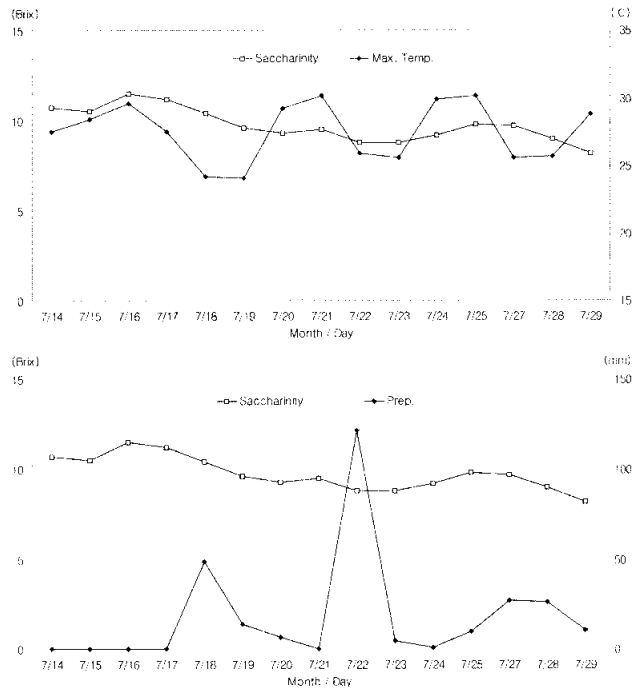 (Brix) (℃)
15 35
Saccharinity Max. Temp.
10 30
25
5
20
0 15
7/14 7/15 7/16 7/17 7/18 7/19 7/20 7/21 7/22 7/23 7/24 7/25 7/27 7/29
Month / Day
(Brix) (mm)
15 150
Saccharinity Prep.
10 100
5 50
0 0
7/14 7/15 7/16 7/17 7/18 7/19 7/20 7/21 7/22 7/23 7/24 7/25 7/27 7/28 7/29
Month / Day